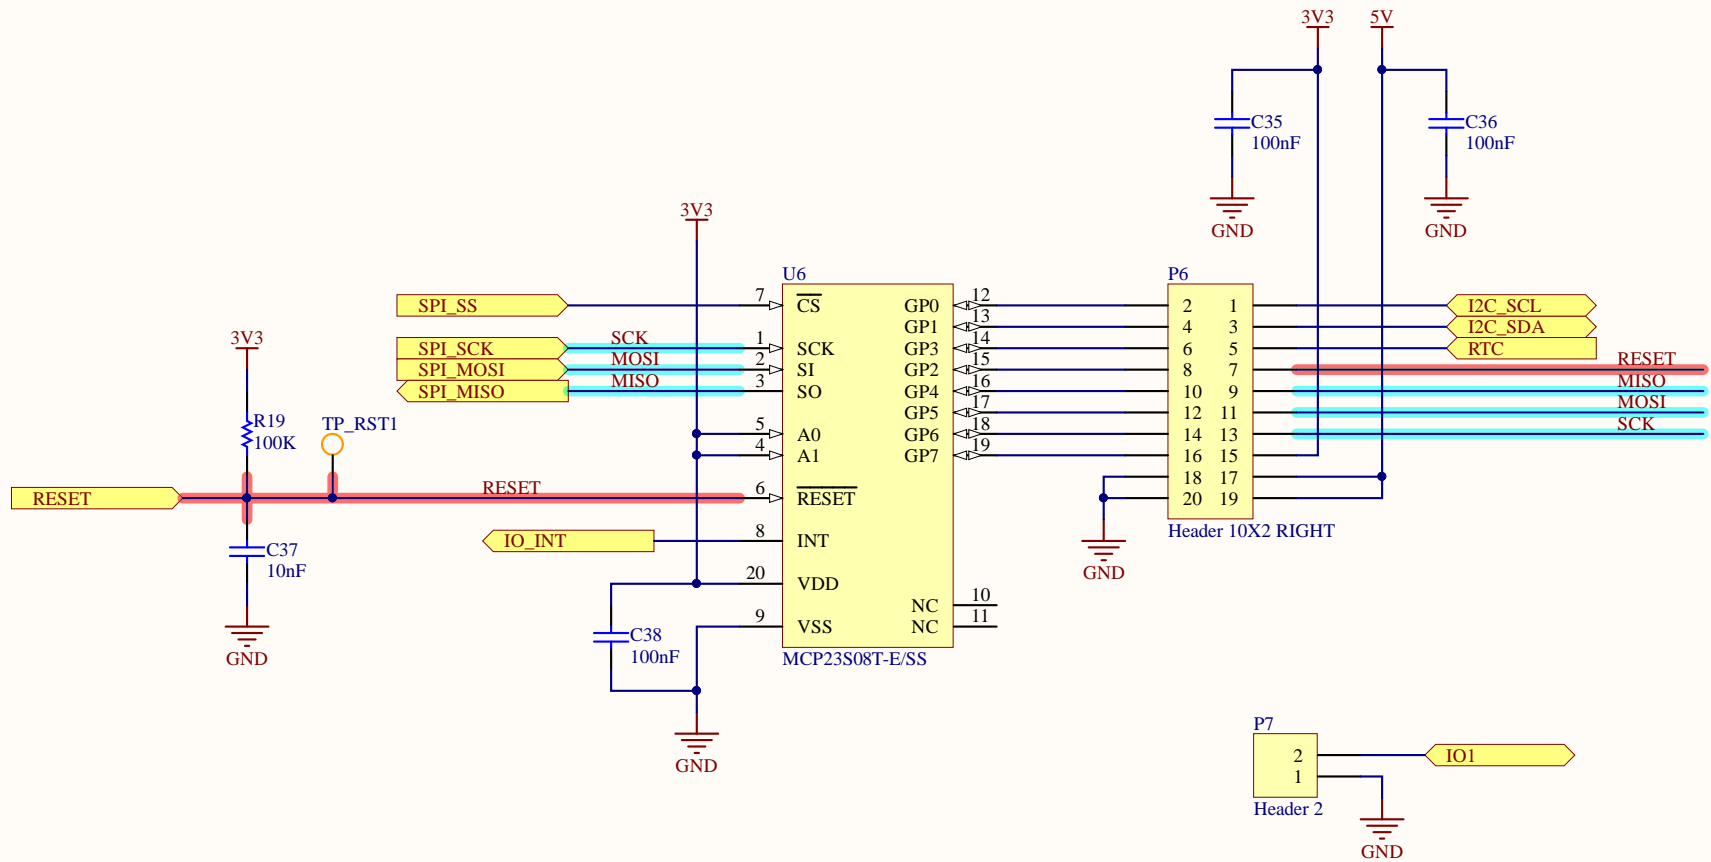 3V3 5V
C35
100nF
C36
100nF
GND
GND
3V3
U6
P6
SPI_SS
7 CS
GP0 12
2 1
I2C_SCL
GP1 13
4 3
I2C_SDA
SPI_SCK
SCK
1 SCK
GP3 14
6 5
RTC
SPI_MOSI
MOSI
2 SI
GP2 15
8 7
RESET
SPI_MISO
MISO
3 SO
GP4 16
10 9
MISO
GP5 17
12 11
MOSI
5 A0
GP6 18
14 13
SCK
4 A1
GP7 19
16 15
18 17
20 19
Header 10X2 RIGHT
GND
3V3
R19
100K
TP_RST1
RESET
RESET
6 RESET
IO_INT
8 INT
C37
10nF
GND
20 VDD
9 VSS
NC 10
NC 11
C38
100nF
MCP23S08T-E/SS
GND
P7
2
IO1
1
Header 2
GND